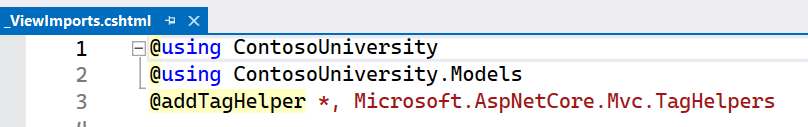 _ViewImports.cshtml
1 @using ContosoUniversity
2 @using ContosoUniversity.Models
3 @addTagHelper *, Microsoft.AspNetCore.Mvc.TagHelpers